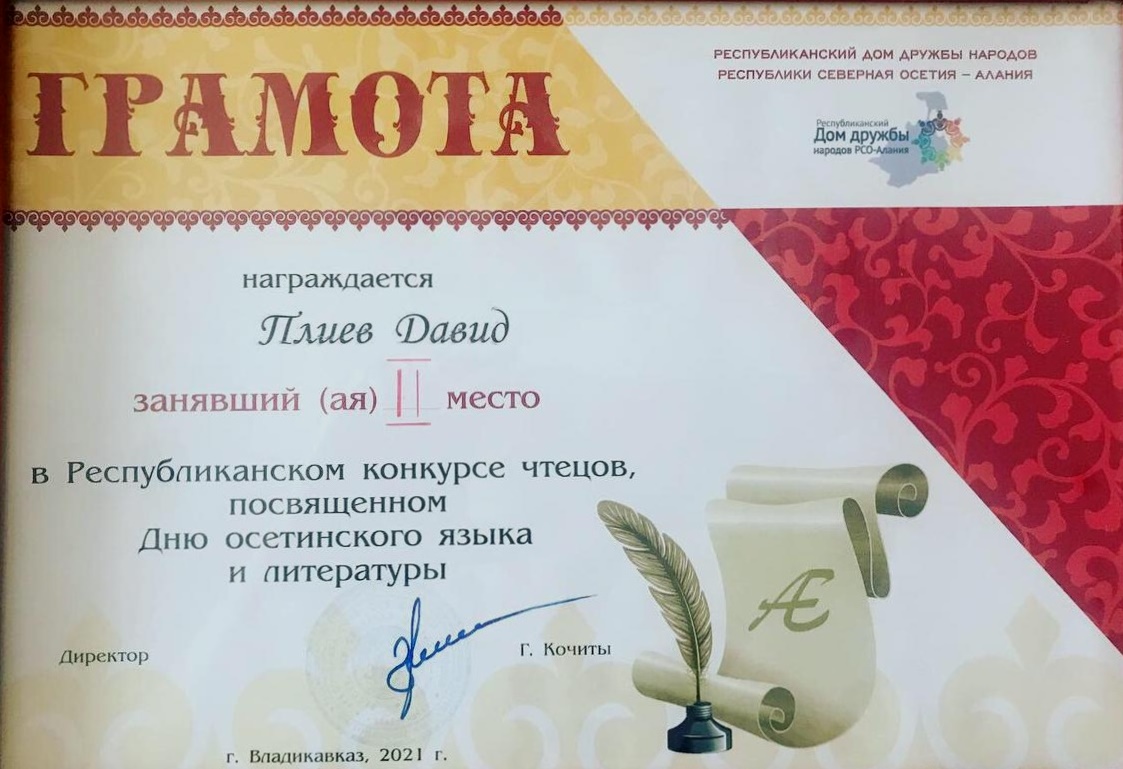 ГРАМОТА
РЕСПУБЛИКАНСКИЙ ДОМ ДРУЖБЫ НАРОДОВ
РЕСПУБЛИКИ СЕВЕРНАЯ ОСЕТИЯ – АЛАНИЯ
Республиканский
Дом дружбы
народов РСО-Алания
награждается
Плиев Давид
занявший (ая) II место
в Республиканском конкурсе чтецов,
посвященном
Дню осетинского языка
и литературы
Æ
Директор
Г. Кочиты
г. Владикавказ, 2021 г.